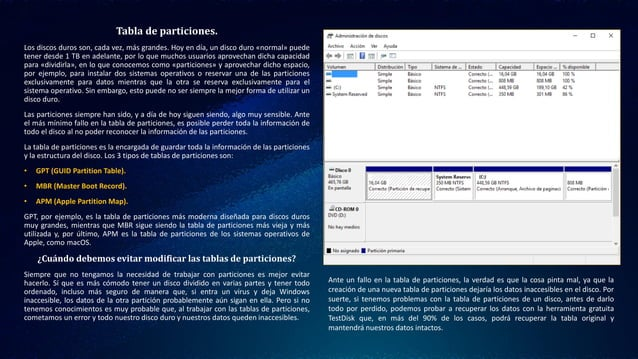 Tabla de particiones.
Los discos duros son, cada vez, más grandes. Hoy en día, un disco duro «normal» puede
tener desde 1 TB en adelante, por lo que muchos usuarios aprovechan dicha capacidad
para «dividirla», en lo que conocemos como «particiones» y aprovechar dicho espacio,
por ejemplo, para instalar dos sistemas operativos o reservar una de las particiones
exclusivamente para datos mientras que la otra se reserva exclusivamente para el
sistema operativo. Sin embargo, esto puede no ser siempre la mejor forma de utilizar un
disco duro.
Las particiones siempre han sido, y a día de hoy siguen siendo, algo muy sensible. Ante
el más mínimo fallo en la tabla de particiones, es posible perder toda la información de
todo el disco al no poder reconocer la información de las particiones.
La tabla de particiones es la encargada de guardar toda la información de las particiones
y la estructura del disco. Los 3 tipos de tablas de particiones son:
• GPT (GUID Partition Table).
• MBR (Master Boot Record).
• APM (Apple Partition Map).
GPT, por ejemplo, es la tabla de particiones más moderna diseñada para discos duros
muy grandes, mientras que MBR sigue siendo la tabla de particiones más vieja y más
utilizada y, por último, APM es la tabla de particiones de los sistemas operativos de
Apple, como macOS.
¿Cuándo debemos evitar modificar las tablas de particiones?
Siempre que no tengamos la necesidad de trabajar con particiones es mejor evitar
hacerlo. Sí que es más cómodo tener un disco dividido en varias partes y tener todo
ordenado, incluso más seguro de manera que, si entra un virus y deja Windows
inaccesible, los datos de la otra partición probablemente aún sigan en ella. Pero si no
tenemos conocimientos es muy probable que, al trabajar con las tablas de particiones,
cometamos un error y todo nuestro disco duro y nuestros datos queden inaccesibles.
Administración de discos
Archivo Acción Ver Ayuda
Volumen Distribución Tipo Sistema de ... Estado Capacidad Espacio ... % disponible
Simple Básico Correcto (... 16,04 GB 16,04 GB 100 %
Simple Básico Correcto (... 808 MB 808 MB 100 %
(C:) Simple Básico NTFS Correcto (... 448,59 GB 189,99 GB 42 %
System Reserved Simple Básico NTFS Correcto (... 350 MB 301 MB 86 %
Disco 0
Básico
465,76 GB
En pantalla
16,04 GB
Correcto (Partición de recupe
System Reserve
350 MB NTFS
Correcto (Sistem
(C:)
448,59 GB NTFS
Correcto (Arranque, Archivo de paginaci
808 MB
Correcto (Partición
CD-ROM 0
DVD (D:)
No hay medios
No asignado Partición primaria
Ante un fallo en la tabla de particiones, la verdad es que la cosa pinta mal, ya que la
creación de una nueva tabla de particiones dejaría los datos inaccesibles en el disco. Por
suerte, si tenemos problemas con la tabla de particiones de un disco, antes de darlo
todo por perdido, podemos probar a recuperar los datos con la herramienta gratuita
TestDisk que, en más del 90% de los casos, podrá recuperar la tabla original y
mantendrá nuestros datos intactos.